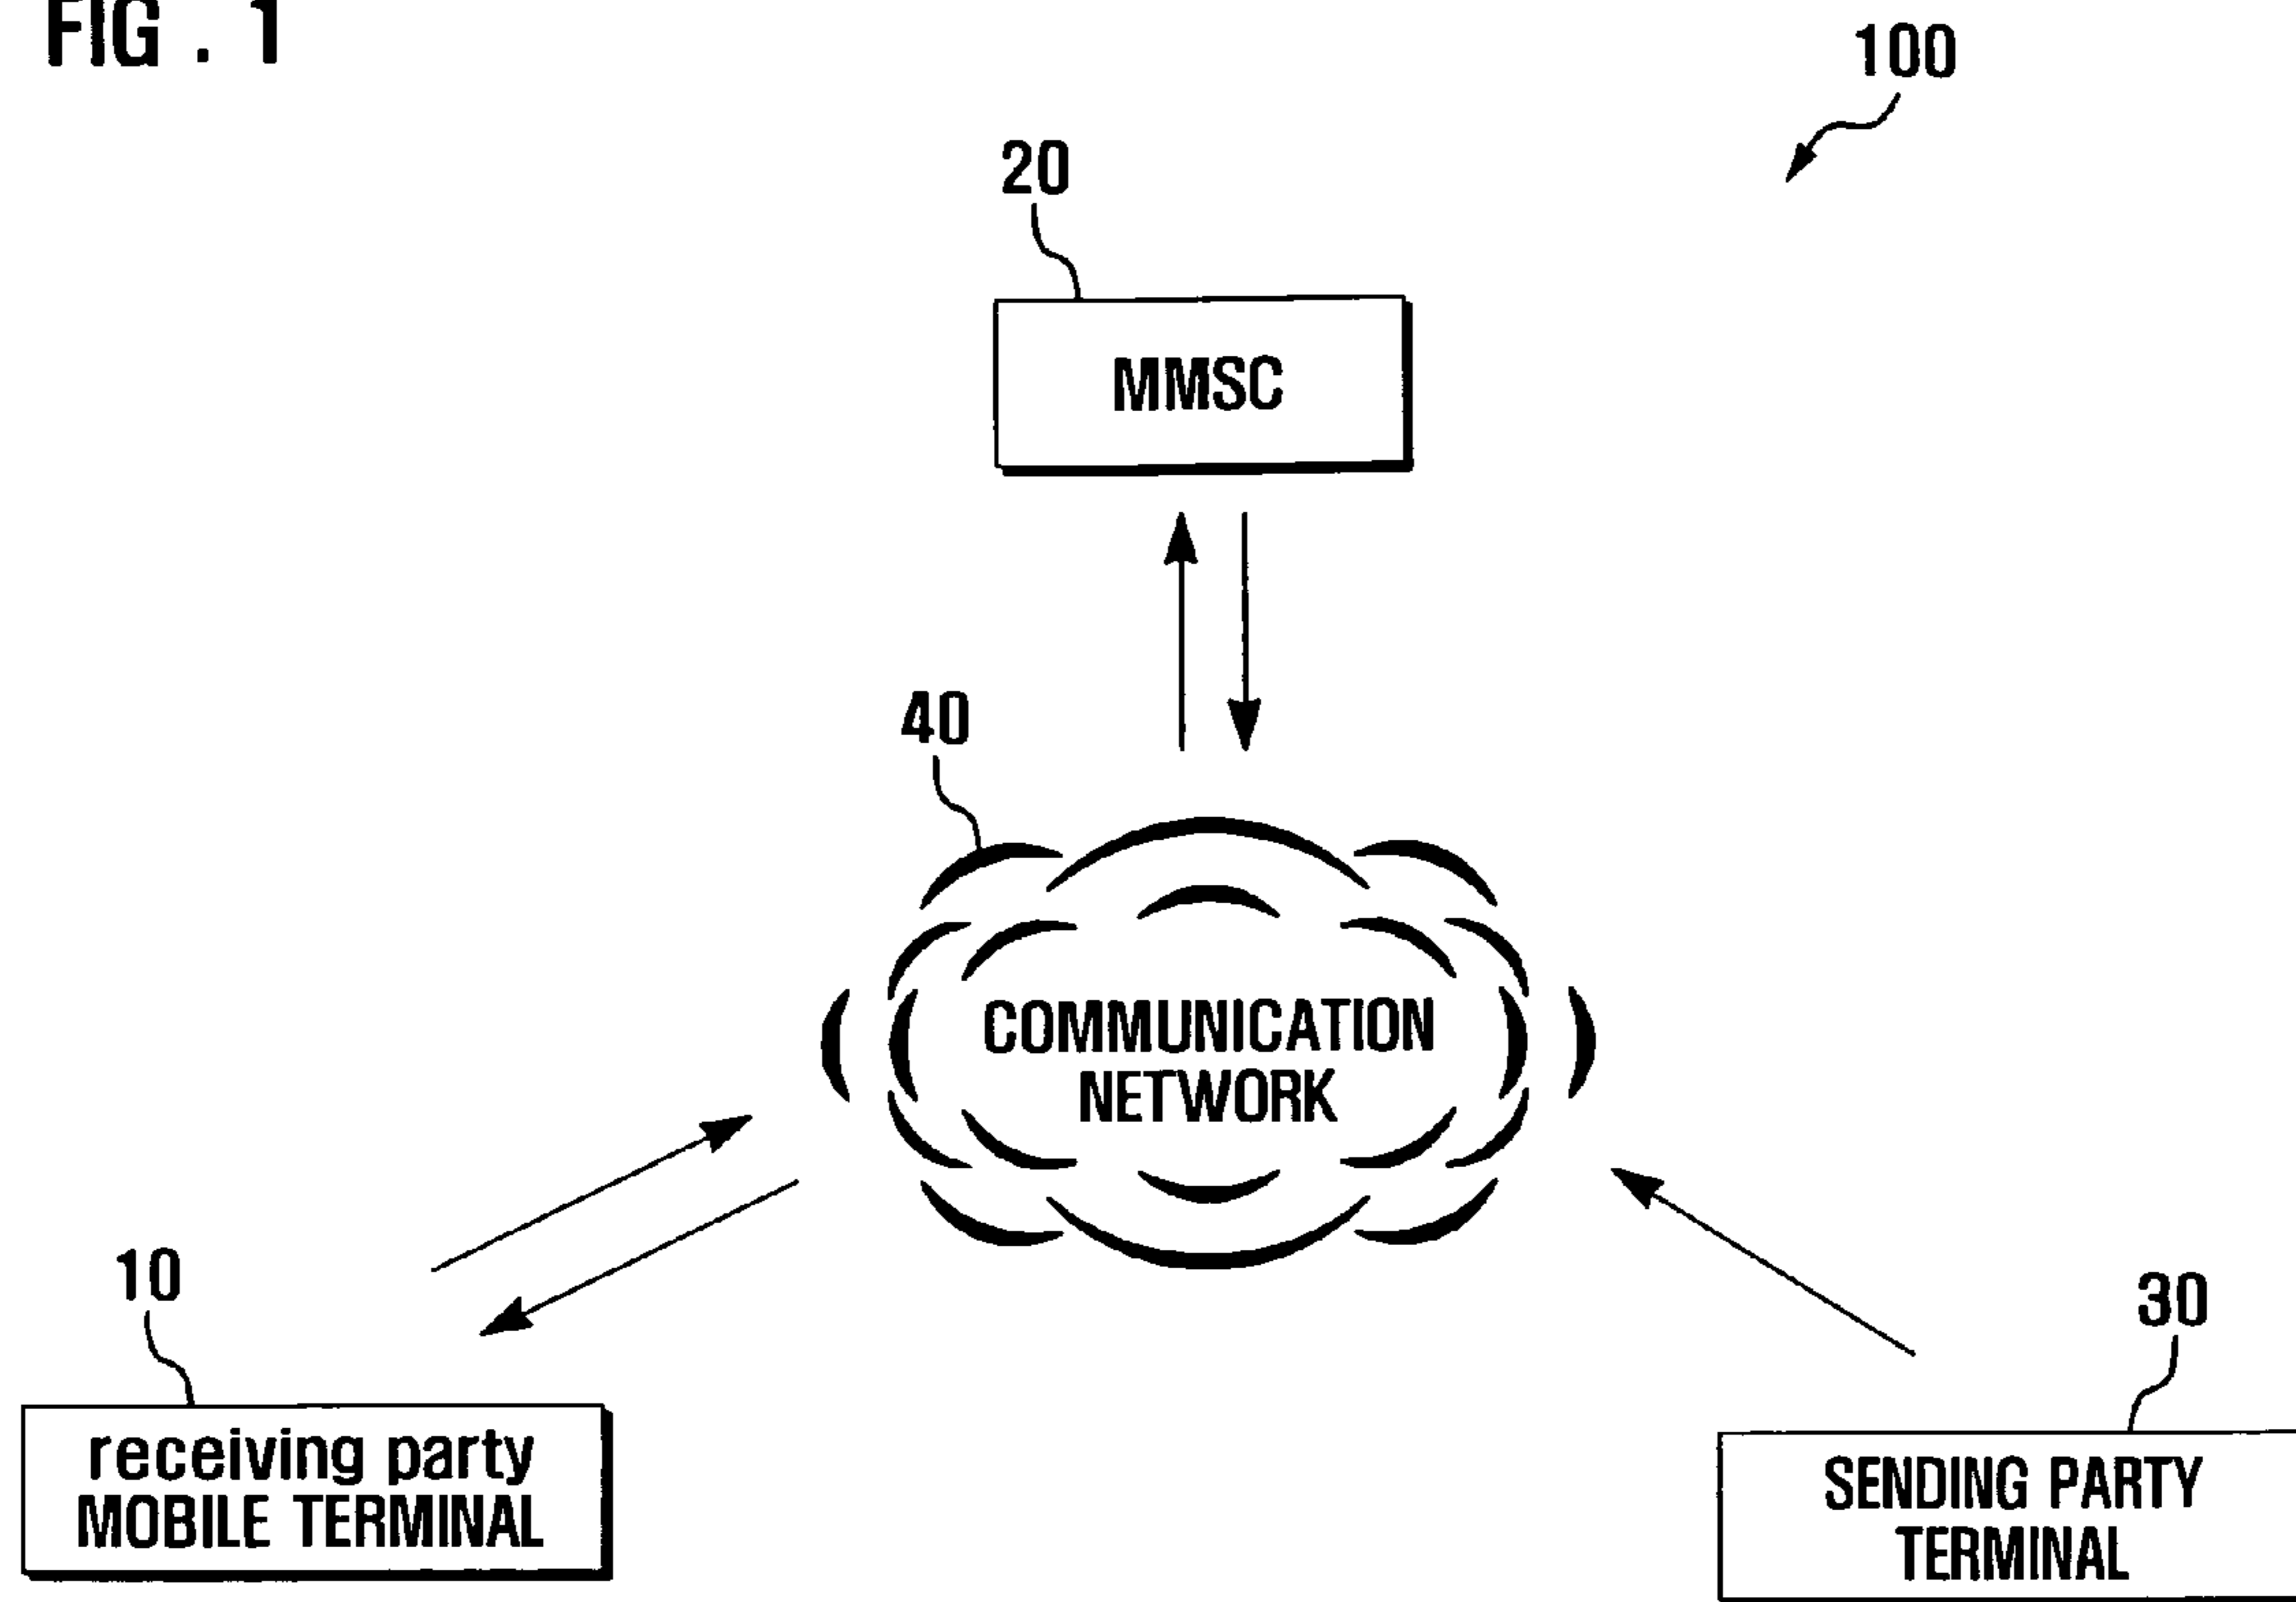 FIG . 1
100
20
MMSC
40
COMMUNICATION
NETWORK
10
receiving party
MOBILE TERMINAL
30
SENDING PARTY
TERMINAL